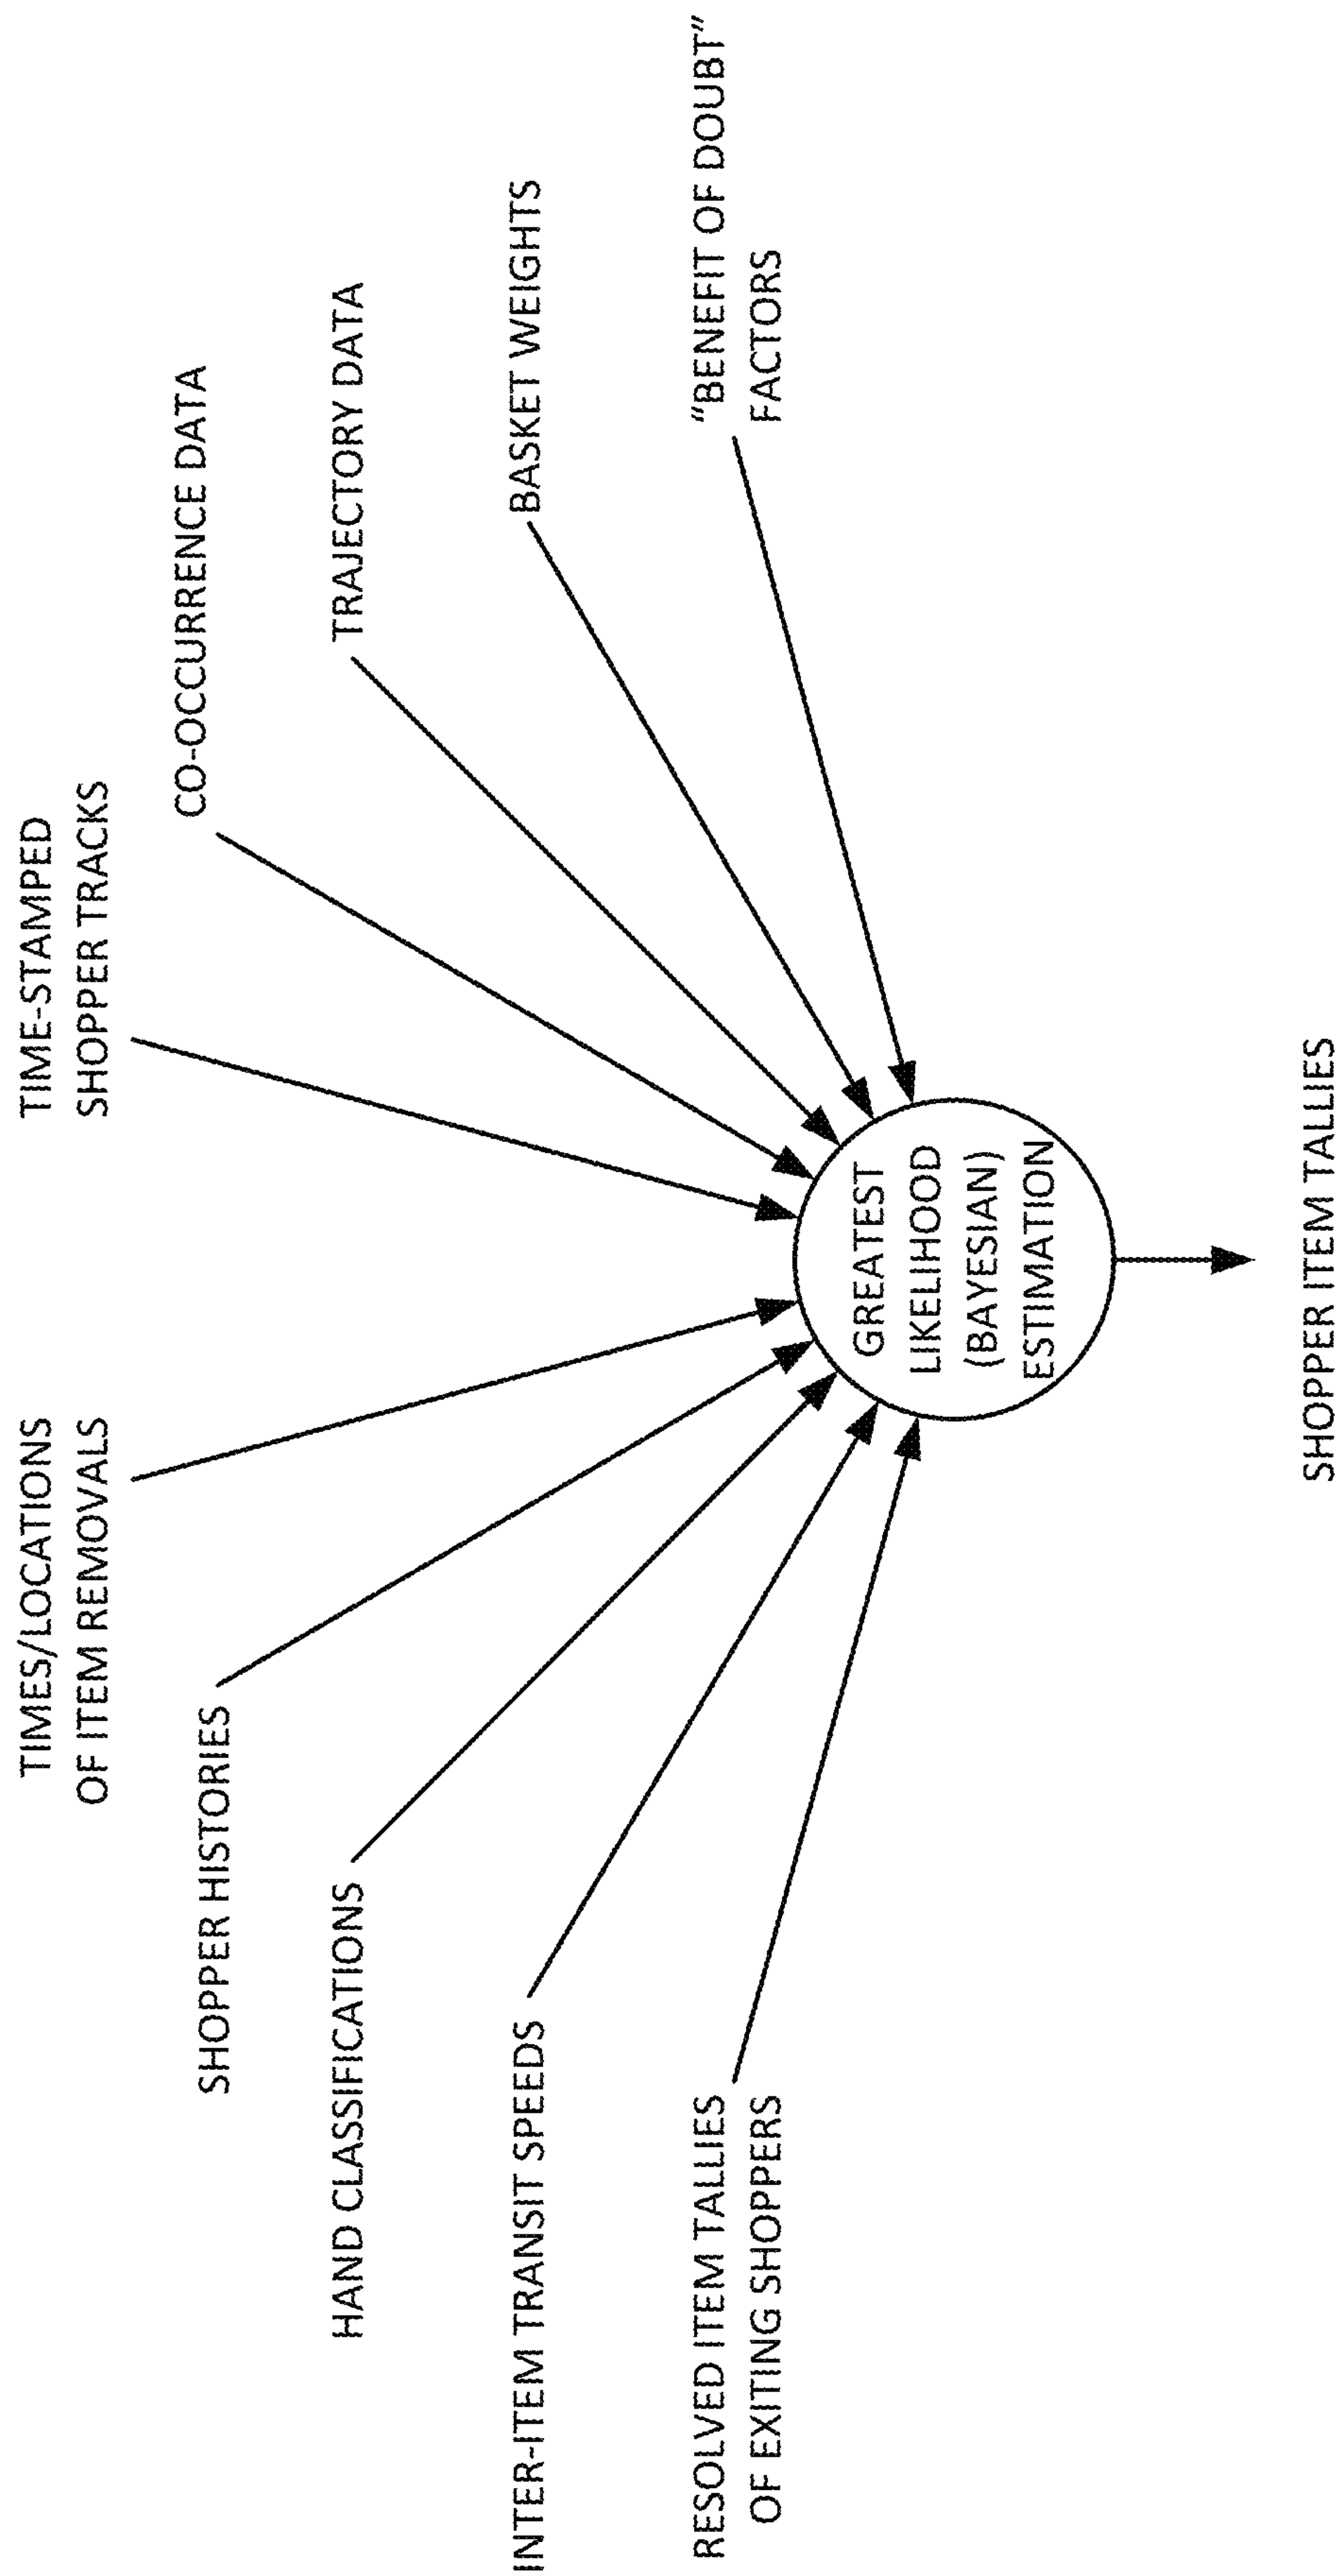 TIMES/LOCATIONS
OF ITEM REMOVALS
TIME-STAMPED
SHOPPER TRACKS
SHOPPER HISTORIES
CO-OCCURRENCE DATA
HAND CLASSIFICATIONS
TRAJECTORY DATA
INTER-ITEM TRANSIT SPEEDS
BASKET WEIGHTS
RESOLVED ITEM TALLIES
OF EXITING SHOPPERS
"BENEFIT OF DOUBT"
FACTORS
GREATEST
LIKELIHOOD
(BAYESIAN)
ESTIMATION
SHOPPER ITEM TALLIES